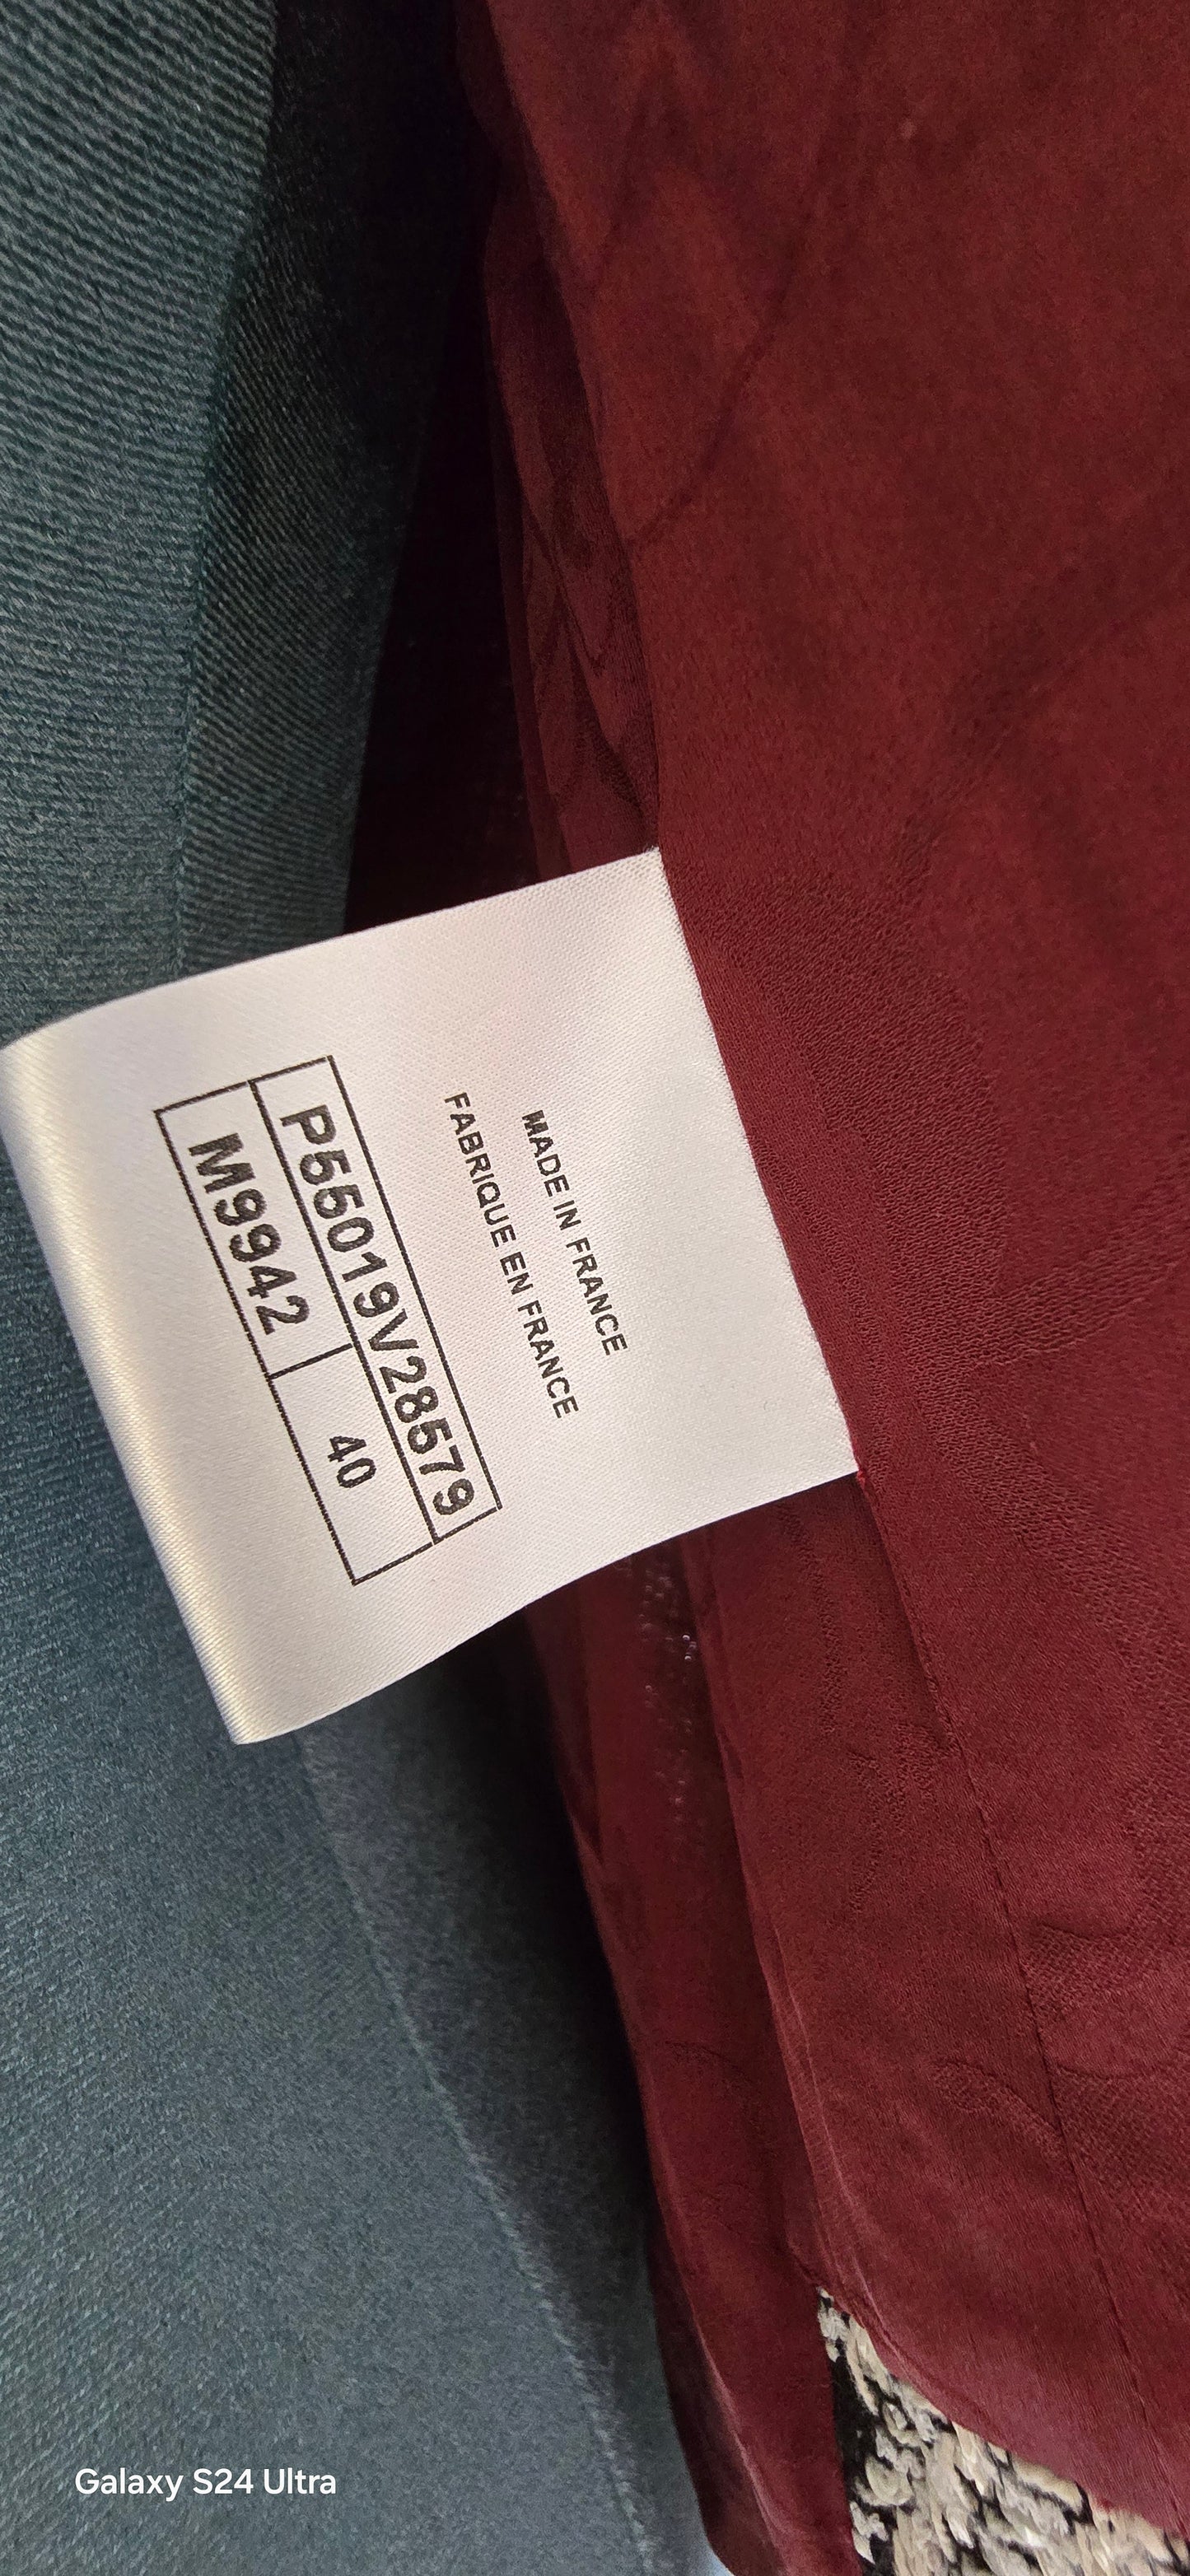 MADE IN FRANCE
FABRIQUE EN FRANCE
P55019V28579
M9942 40
Galaxy S24 Ultra